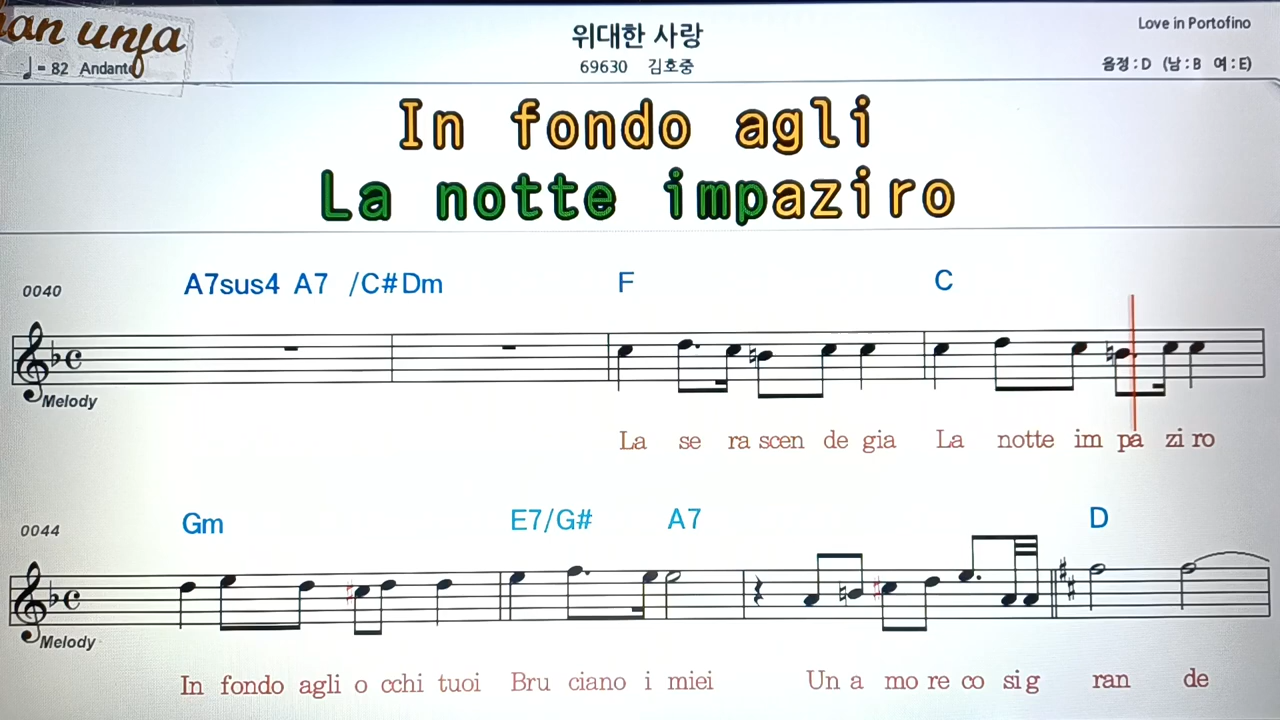 위대한 사랑
Love in Portofino
♩= 82 Andante
69630 김호중
음정 : D (남 : B 여 : E)
In fondo agli
La notte impaziro
0040
A7sus4 A7 /C# Dm F C
Melody
La se ra scen de gia La notte im pa zi ro
0044
Gm E7/G# A7 D
Melody
In fondo agli o cchi tuoi Bru ciano i miei Un a mo re co si g ran de